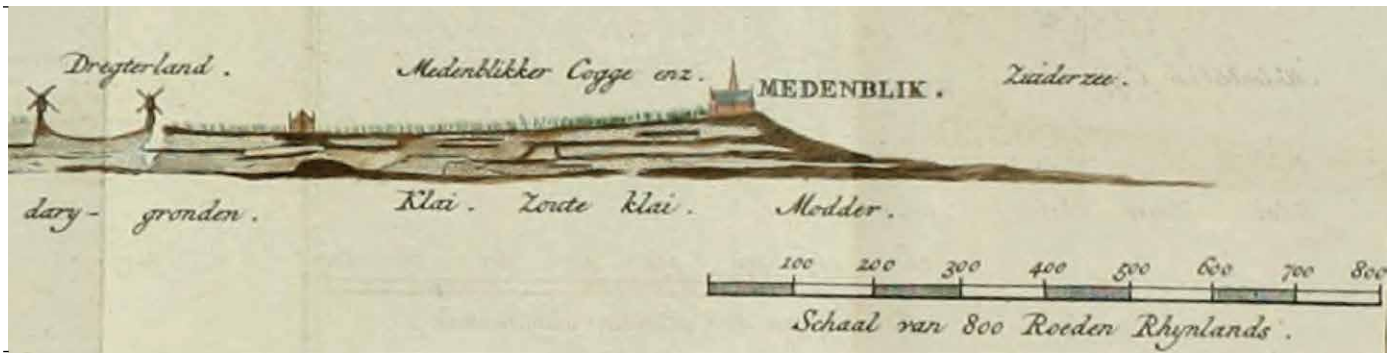 Dregterland. Medenblikker Cogge enz. MEDENBLIK. Zuiderzee.
dary- gronden. Klai. Zoute klai. Modder.
100 200 300 400 500 600 700 800
Schaal van 800 Roeden Rhynlands.